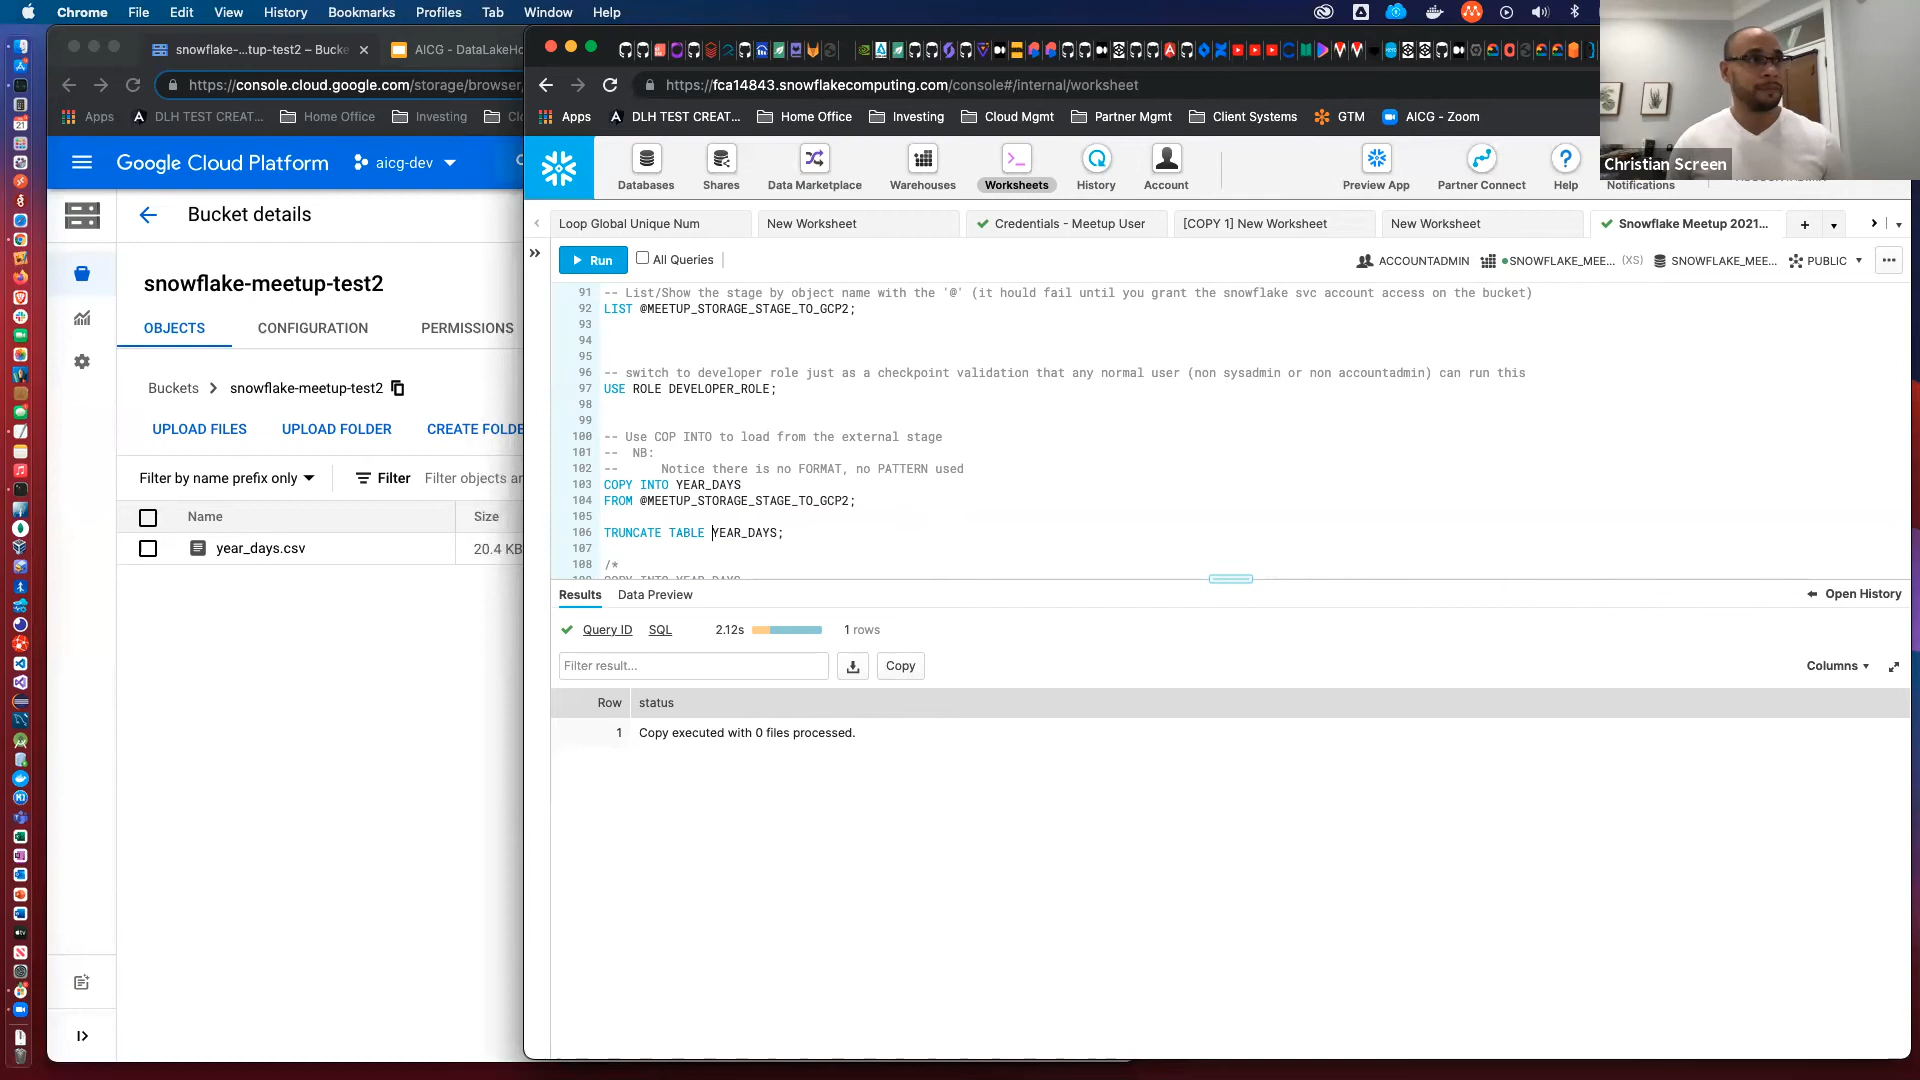 Chrome File Edit View History Bookmarks Profiles Tab Window Help
snowflake-...tup-test2 – Bucke
AICG - DataLakeHo
https://console.cloud.google.com/storage/browser/
Apps DLH TEST CREAT... Home Office Investing
Google Cloud Platform aicg-dev
Bucket details
snowflake-meetup-test2
OBJECTS CONFIGURATION PERMISSIONS
Buckets > snowflake-meetup-test2
UPLOAD FILES UPLOAD FOLDER CREATE FOLDE
Filter by name prefix only Filter Filter objects an
Name Size
year_days.csv 20.4 KB
https://fca14843.snowflakecomputing.com/console#/internal/worksheet
Apps DLH TEST CREAT... Home Office Investing Cloud Mgmt Partner Mgmt Client Systems GTM AICG - Zoom
Christian Screen
Databases Shares Data Marketplace Warehouses Worksheets History Account Preview App Partner Connect Help Notifications
Loop Global Unique Num New Worksheet Credentials - Meetup User [COPY 1] New Worksheet New Worksheet Snowflake Meetup 2021...
Run All Queries ACCOUNTADMIN SNOWFLAKE_MEE... (XS) SNOWFLAKE_MEE... PUBLIC
91 -- List/Show the stage by object name with the '@' (it hould fail until you grant the snowflake svc account access on the bucket)
92 LIST @MEETUP_STORAGE_STAGE_TO_GCP2;
93
94
95
96 -- switch to developer role just as a checkpoint validation that any normal user (non sysadmin or non accountadmin) can run this
97 USE ROLE DEVELOPER_ROLE;
98
99
100 -- Use COP INTO to load from the external stage
101 -- NB:
102 -- Notice there is no FORMAT, no PATTERN used
103 COPY INTO YEAR_DAYS
104 FROM @MEETUP_STORAGE_STAGE_TO_GCP2;
105
106 TRUNCATE TABLE YEAR_DAYS;
107
108 /*
Results Data Preview Open History
Query ID SQL 2.12s 1 rows
Filter result... Copy Columns
Row status
1 Copy executed with 0 files processed.